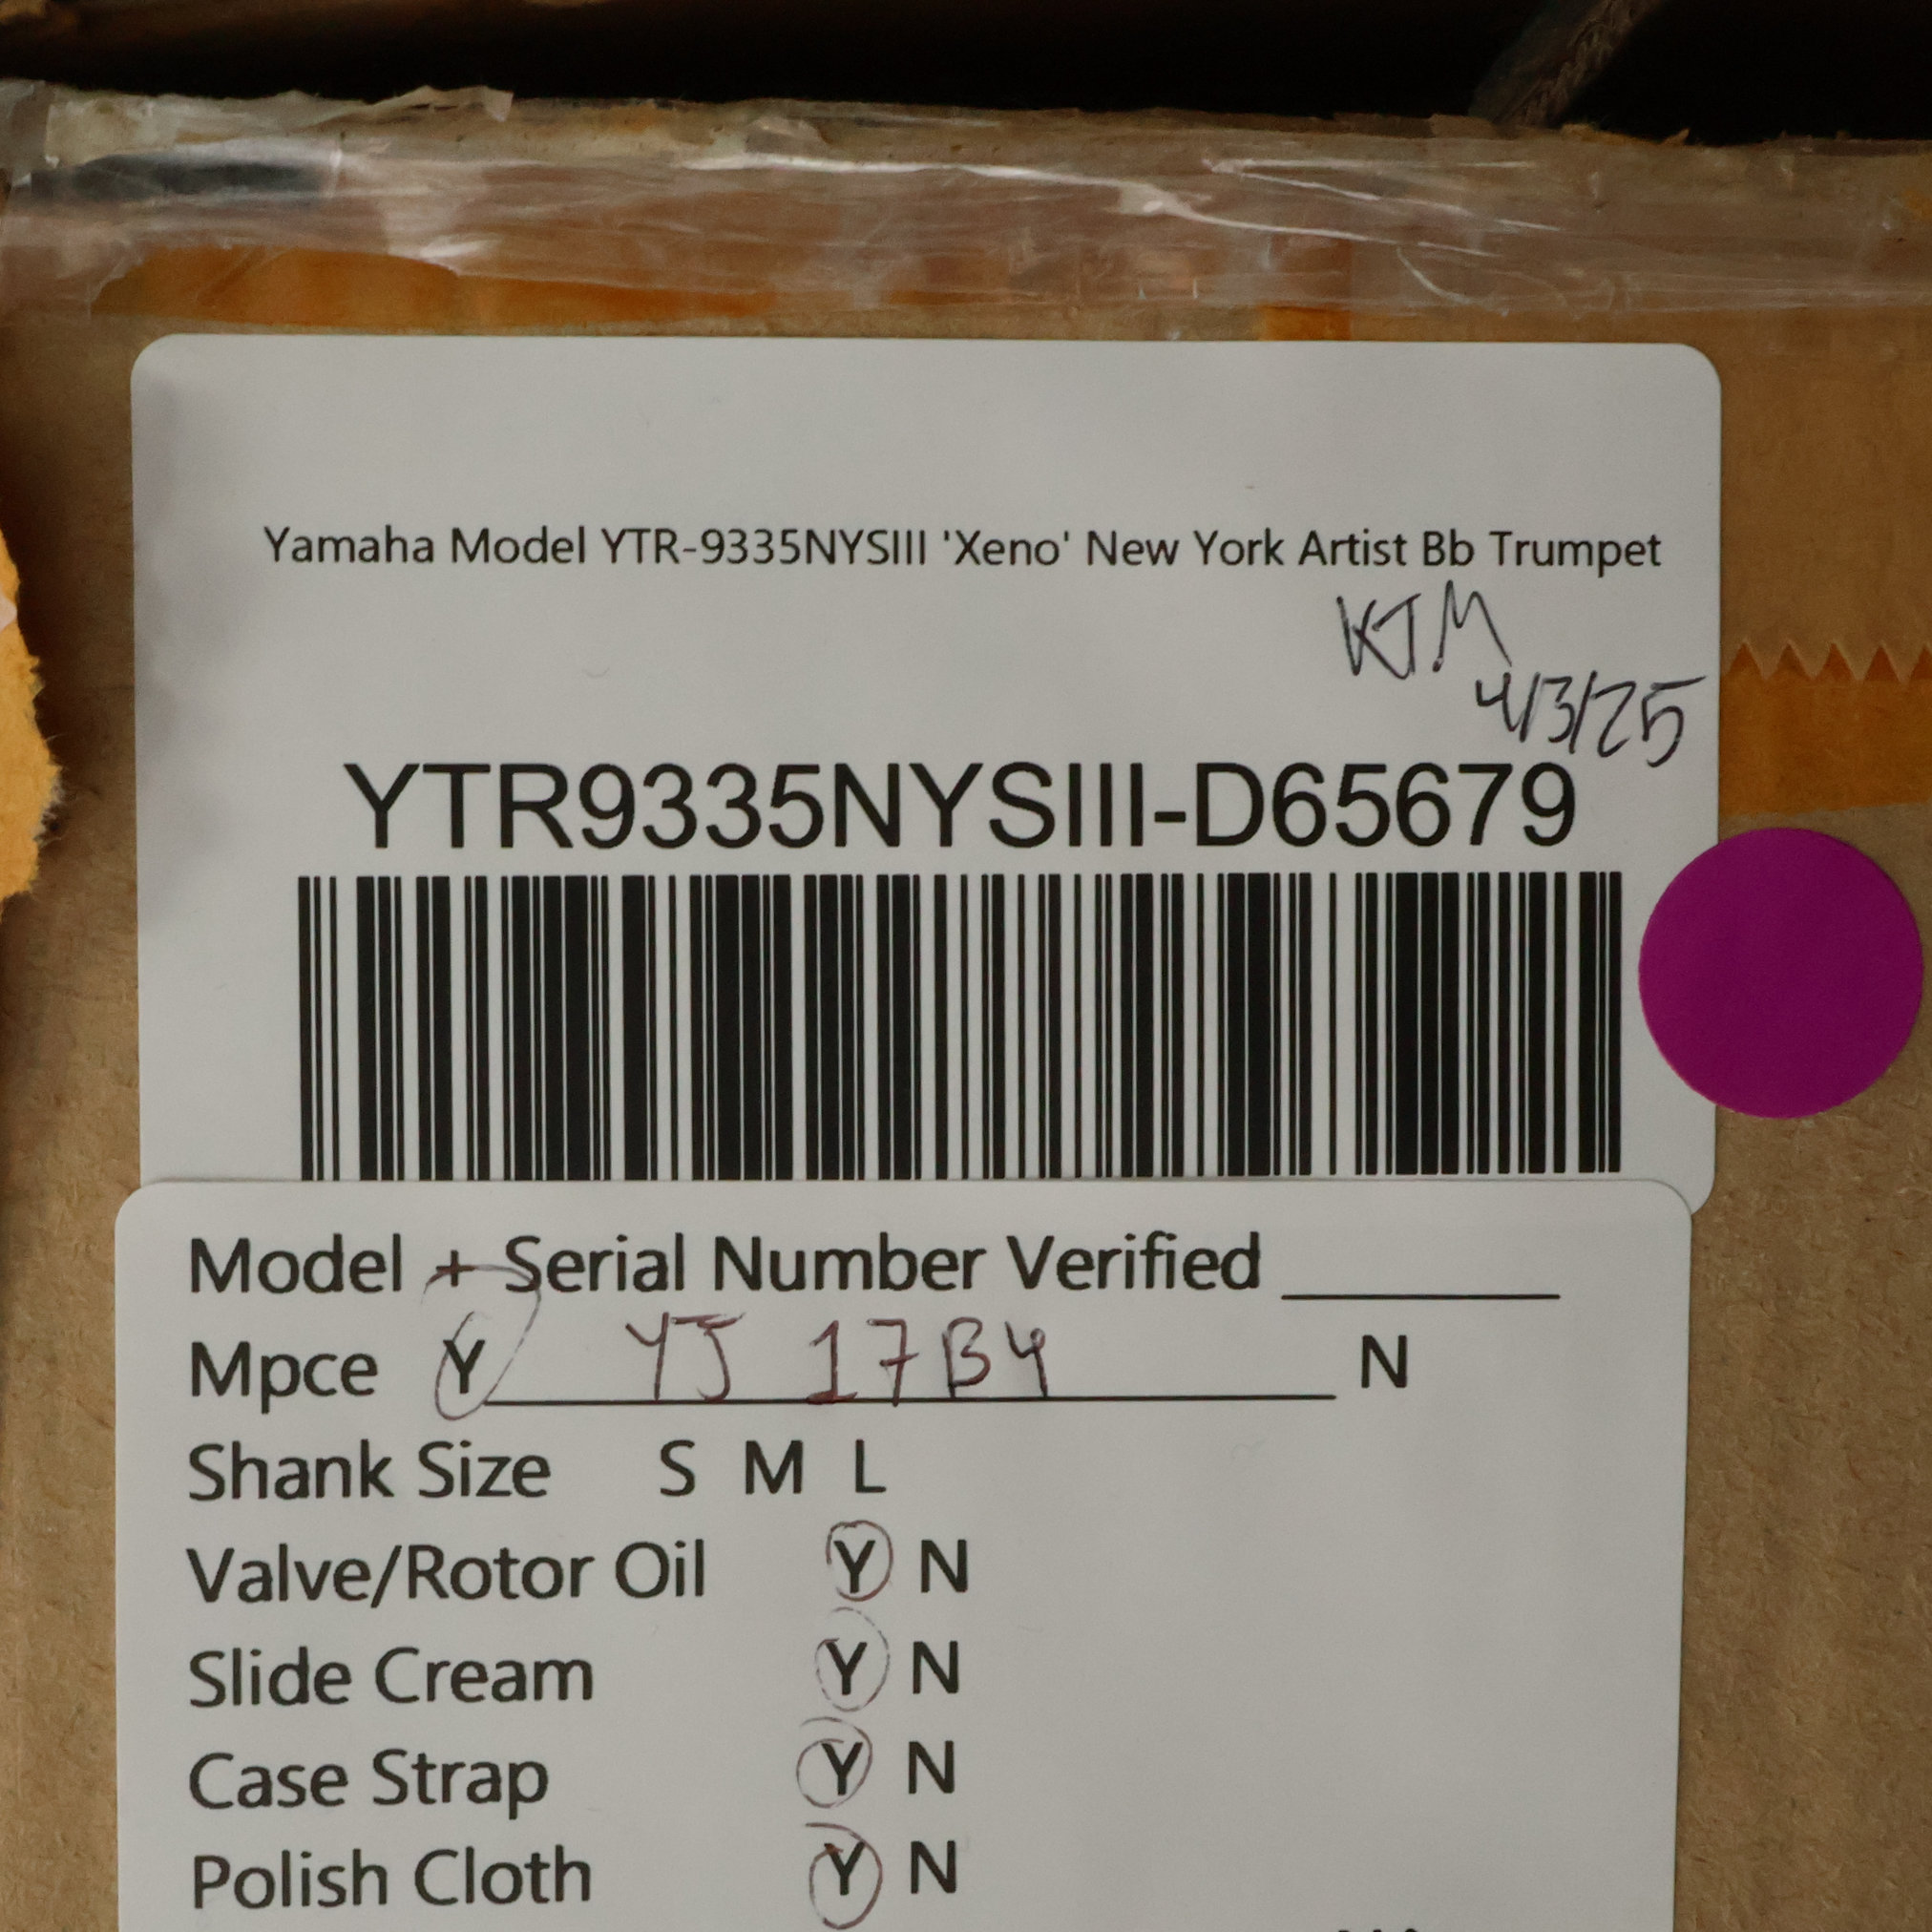 Yamaha Model YTR-9335NYSIII 'Xeno' New York Artist Bb Trumpet
KJM
4/3/25
YTR9335NYSIII-D65679
Model + Serial Number Verified ________
Mpce Y YJ 17B4 N
Shank Size S M L
Valve/Rotor Oil Y N
Slide Cream Y N
Case Strap Y N
Polish Cloth Y N